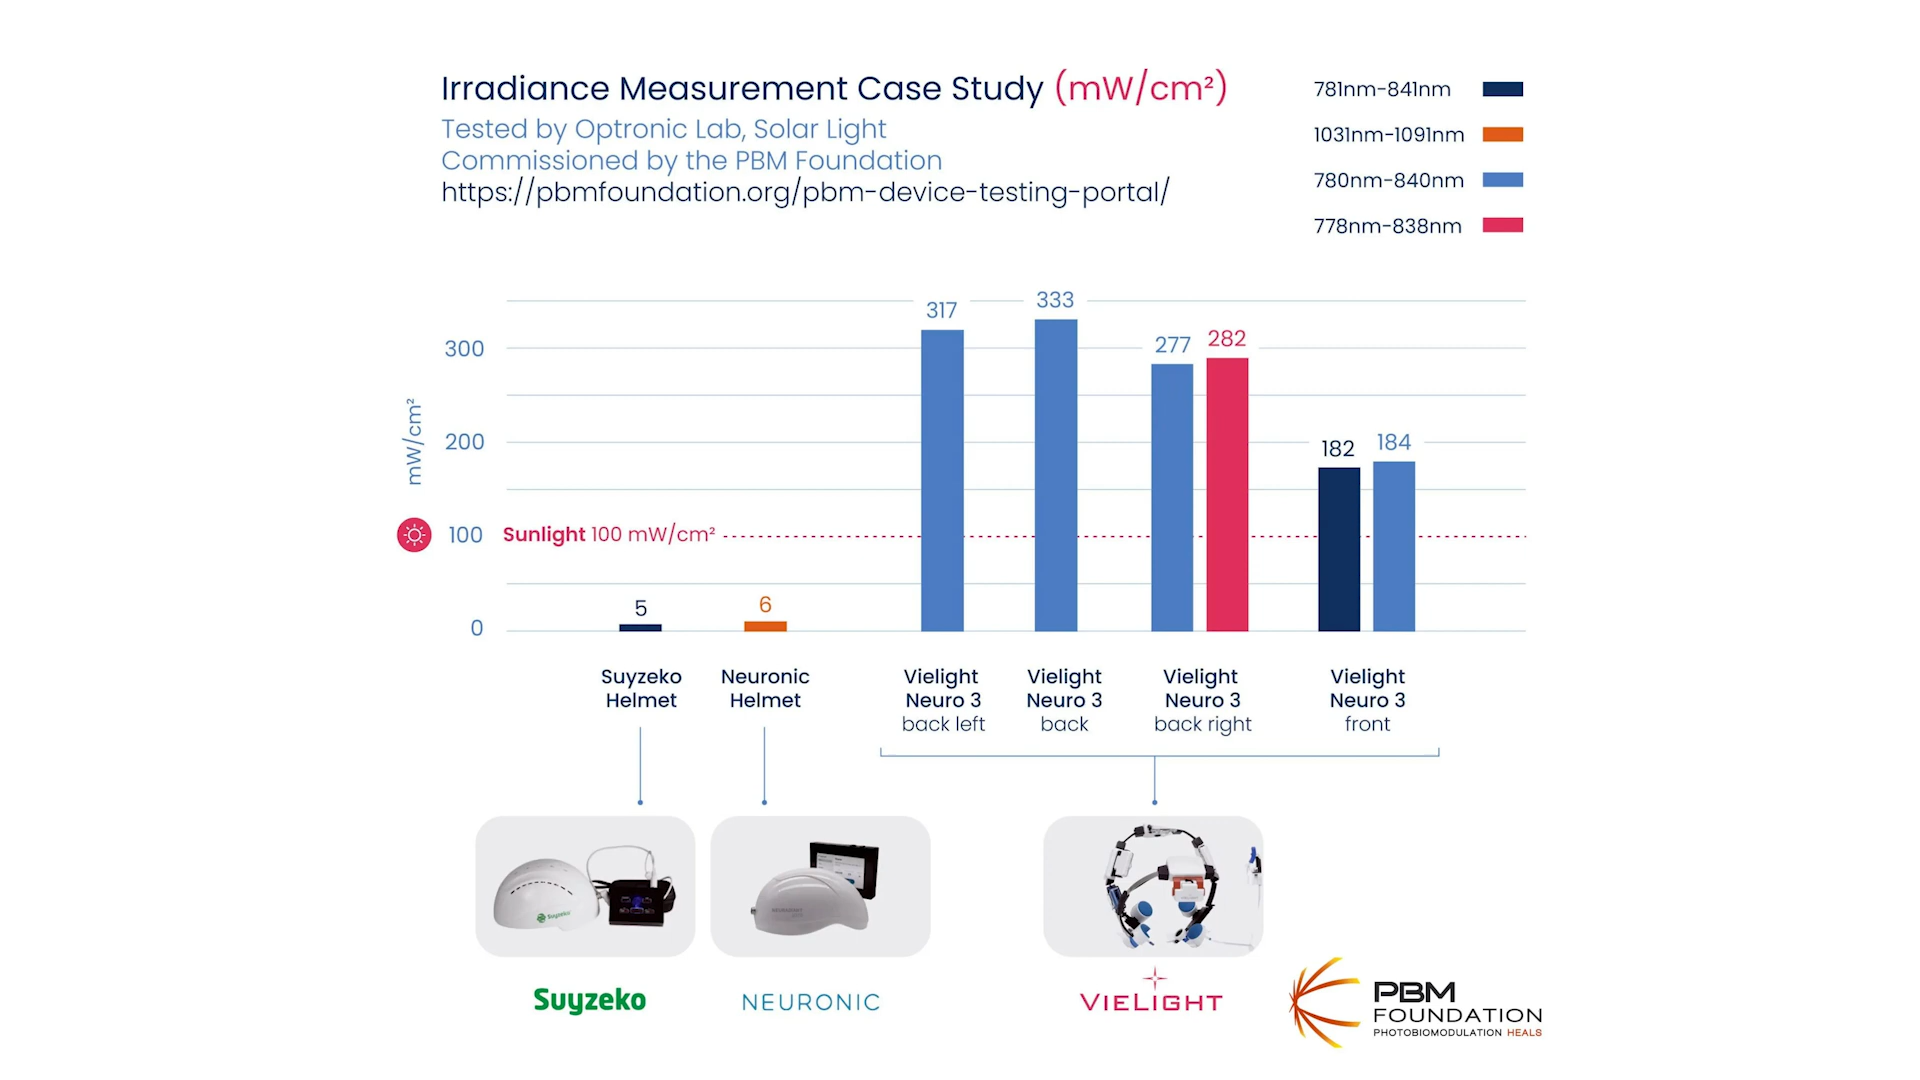 Irradiance Measurement Case Study (mW/cm²)
Tested by Optronic Lab, Solar Light
Commissioned by the PBM Foundation
https://pbmfoundation.org/pbm-device-testing-portal/
781nm-841nm
1031nm-1091nm
780nm-840nm
778nm-838nm
mW/cm²
300
200
100
0
Sunlight 100 mW/cm²
5
6
317
333
277
282
182
184
Suyzeko
Helmet
Neuronic
Helmet
Vielight
Neuro 3
back left
Vielight
Neuro 3
back
Vielight
Neuro 3
back right
Vielight
Neuro 3
front
Suyzeko
Suyzeko
NEURONIC
VIELIGHT
PBM
FOUNDATION
PHOTOBIOMODULATION HEALS